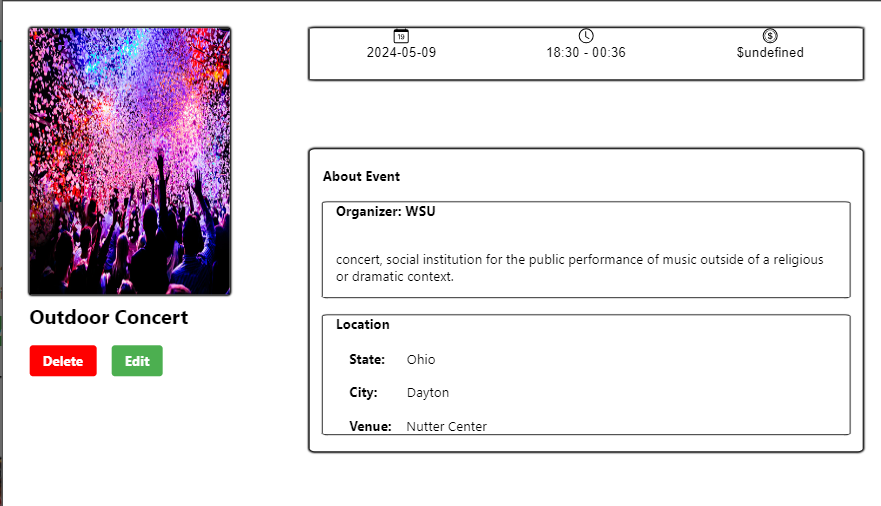 19
2024-05-09
18:30 - 00:36
$
$undefined
Outdoor Concert
Delete
Edit
About Event
Organizer: WSU
concert, social institution for the public performance of music outside of a religious
or dramatic context.
Location
State: Ohio
City: Dayton
Venue: Nutter Center